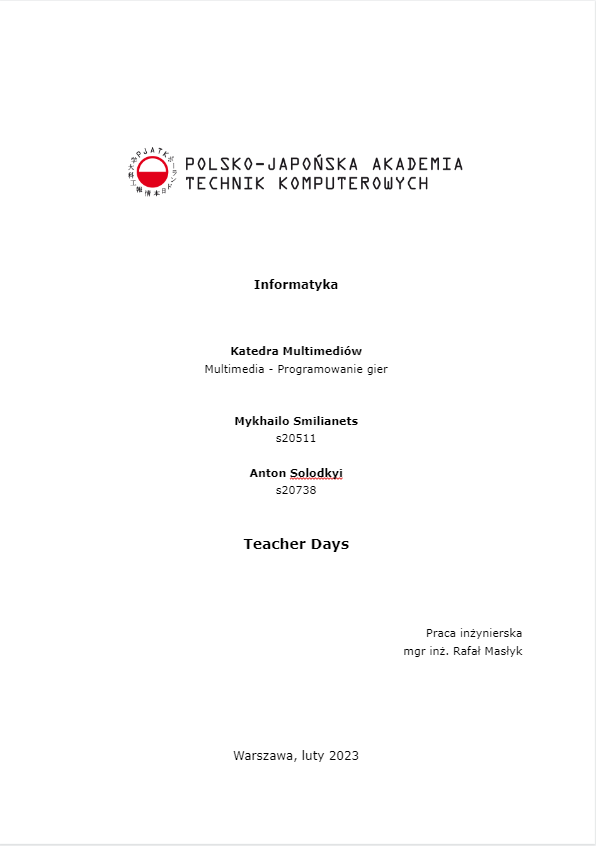 POLSKO-JAPOŃSKA AKADEMIA
TECHNIK KOMPUTEROWYCH
PJATK
Informatyka
Katedra Multimediów
Multimedia - Programowanie gier
Mykhailo Smilianets
s20511
Anton Solodkyi
s20738
Teacher Days
Praca inżynierska
mgr inż. Rafał Masłyk
Warszawa, luty 2023